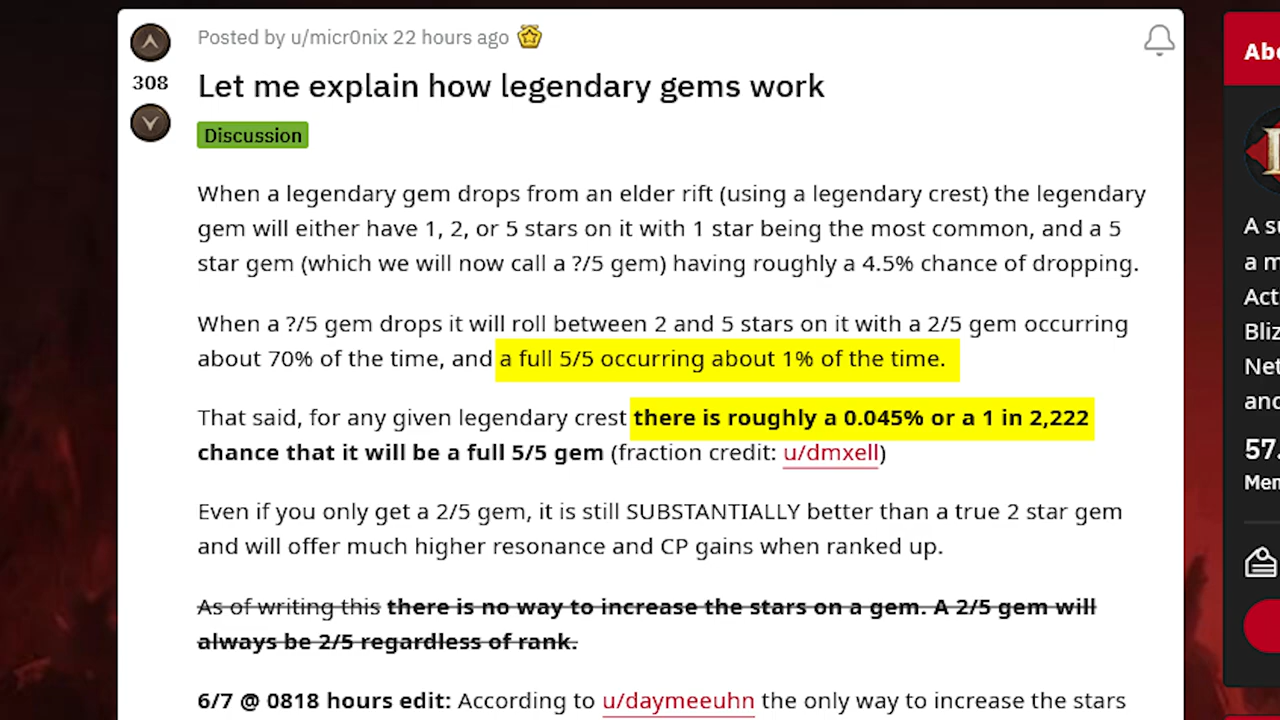 Posted by u/micr0nix 22 hours ago
308
Let me explain how legendary gems work
Discussion
When a legendary gem drops from an elder rift (using a legendary crest) the legendary
gem will either have 1, 2, or 5 stars on it with 1 star being the most common, and a 5
star gem (which we will now call a ?/5 gem) having roughly a 4.5% chance of dropping.
When a ?/5 gem drops it will roll between 2 and 5 stars on it with a 2/5 gem occurring
about 70% of the time, and a full 5/5 occurring about 1% of the time.
That said, for any given legendary crest there is roughly a 0.045% or a 1 in 2,222
chance that it will be a full 5/5 gem (fraction credit: u/dmxell)
Even if you only get a 2/5 gem, it is still SUBSTANTIALLY better than a true 2 star gem
and will offer much higher resonance and CP gains when ranked up.
As of writing this there is no way to increase the stars on a gem. A 2/5 gem will
always be 2/5 regardless of rank.
6/7 @ 0818 hours edit: According to u/daymeeuhn the only way to increase the stars
Abo
A su
a m
Act
Bliz
Net
and
57.
Mem